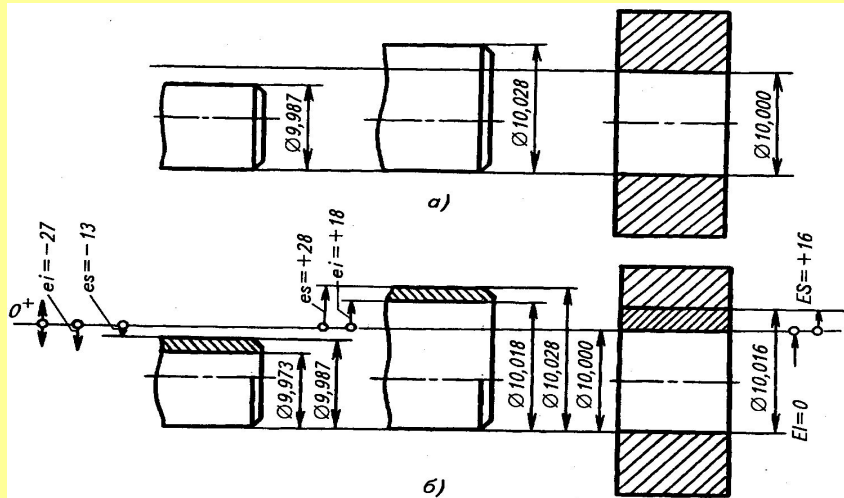 Ø9,987
Ø10,028
Ø10,000
а)
0+
ei=−27
es=−13
es=+28
ei=+18
ES=+16
EI=0
Ø9,973
Ø9,987
Ø10,018
Ø10,028
Ø10,000
Ø10,016
б)